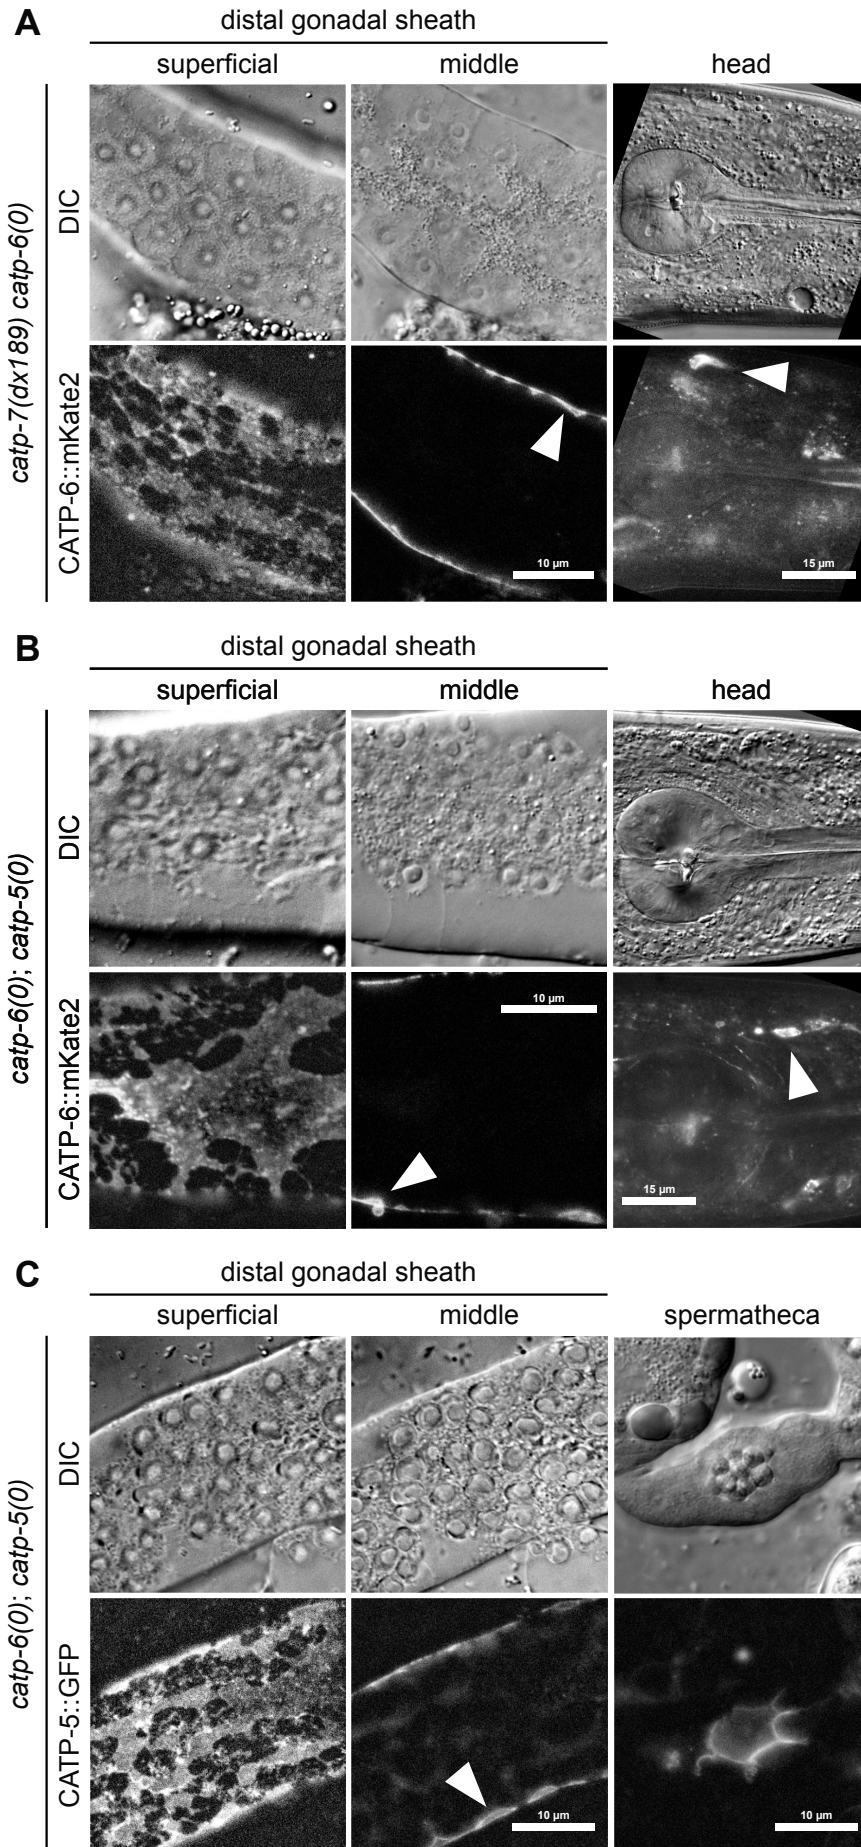 A
distal gonadal sheath
superficial middle head
catp-7(dx189) catp-6(0)
DIC
CATP-6::mKate2
10 µm
15 µm
B
distal gonadal sheath
superficial middle head
catp-6(0); catp-5(0)
DIC
CATP-6::mKate2
10 µm
15 µm
C
distal gonadal sheath
superficial middle spermatheca
catp-6(0); catp-5(0)
DIC
CATP-5::GFP
10 µm
10 µm